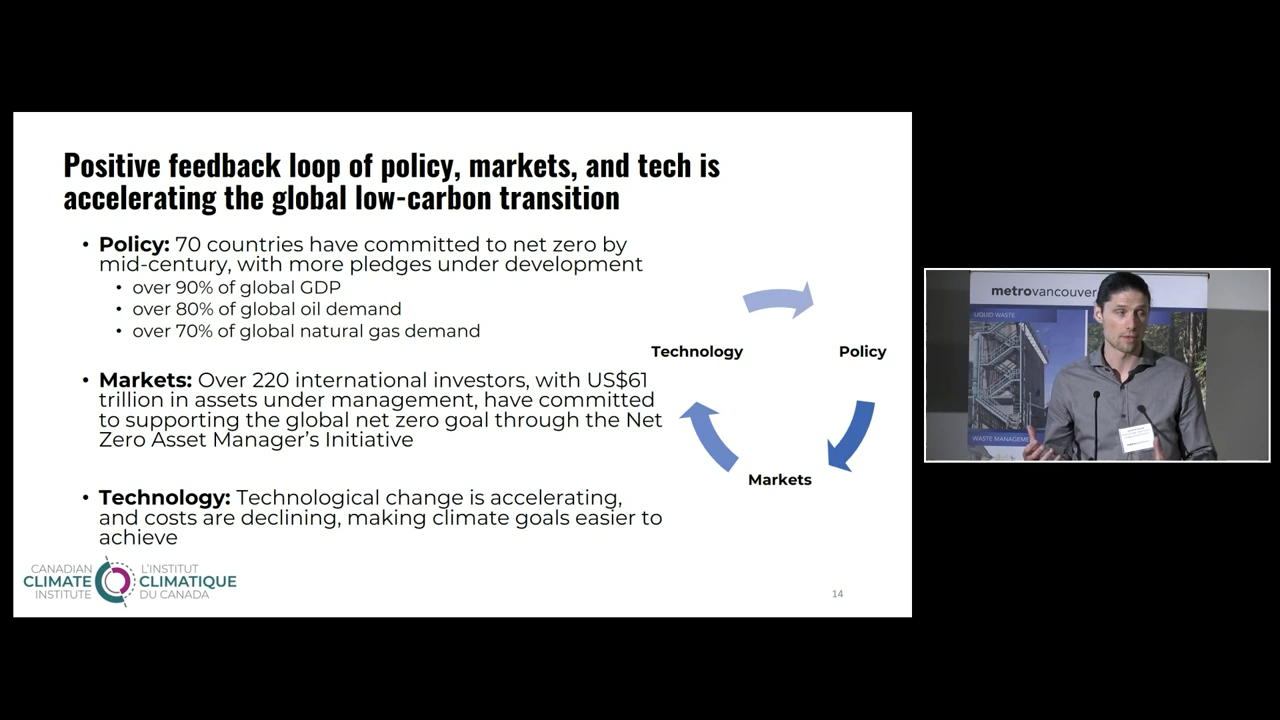 Positive feedback loop of policy, markets, and tech is
accelerating the global low-carbon transition
• Policy: 70 countries have committed to net zero by
mid-century, with more pledges under development
• over 90% of global GDP
• over 80% of global oil demand
• over 70% of global natural gas demand
• Markets: Over 220 international investors, with US$61
trillion in assets under management, have committed
to supporting the global net zero goal through the Net
Zero Asset Manager’s Initiative
• Technology: Technological change is accelerating,
and costs are declining, making climate goals easier to
achieve
Technology
Policy
Markets
CANADIAN
CLIMATE
INSTITUTE
L’INSTITUT
CLIMATIQUE
DU CANADA
14
metrovancouver
LIQUID WASTE
WASTE MANAGEME